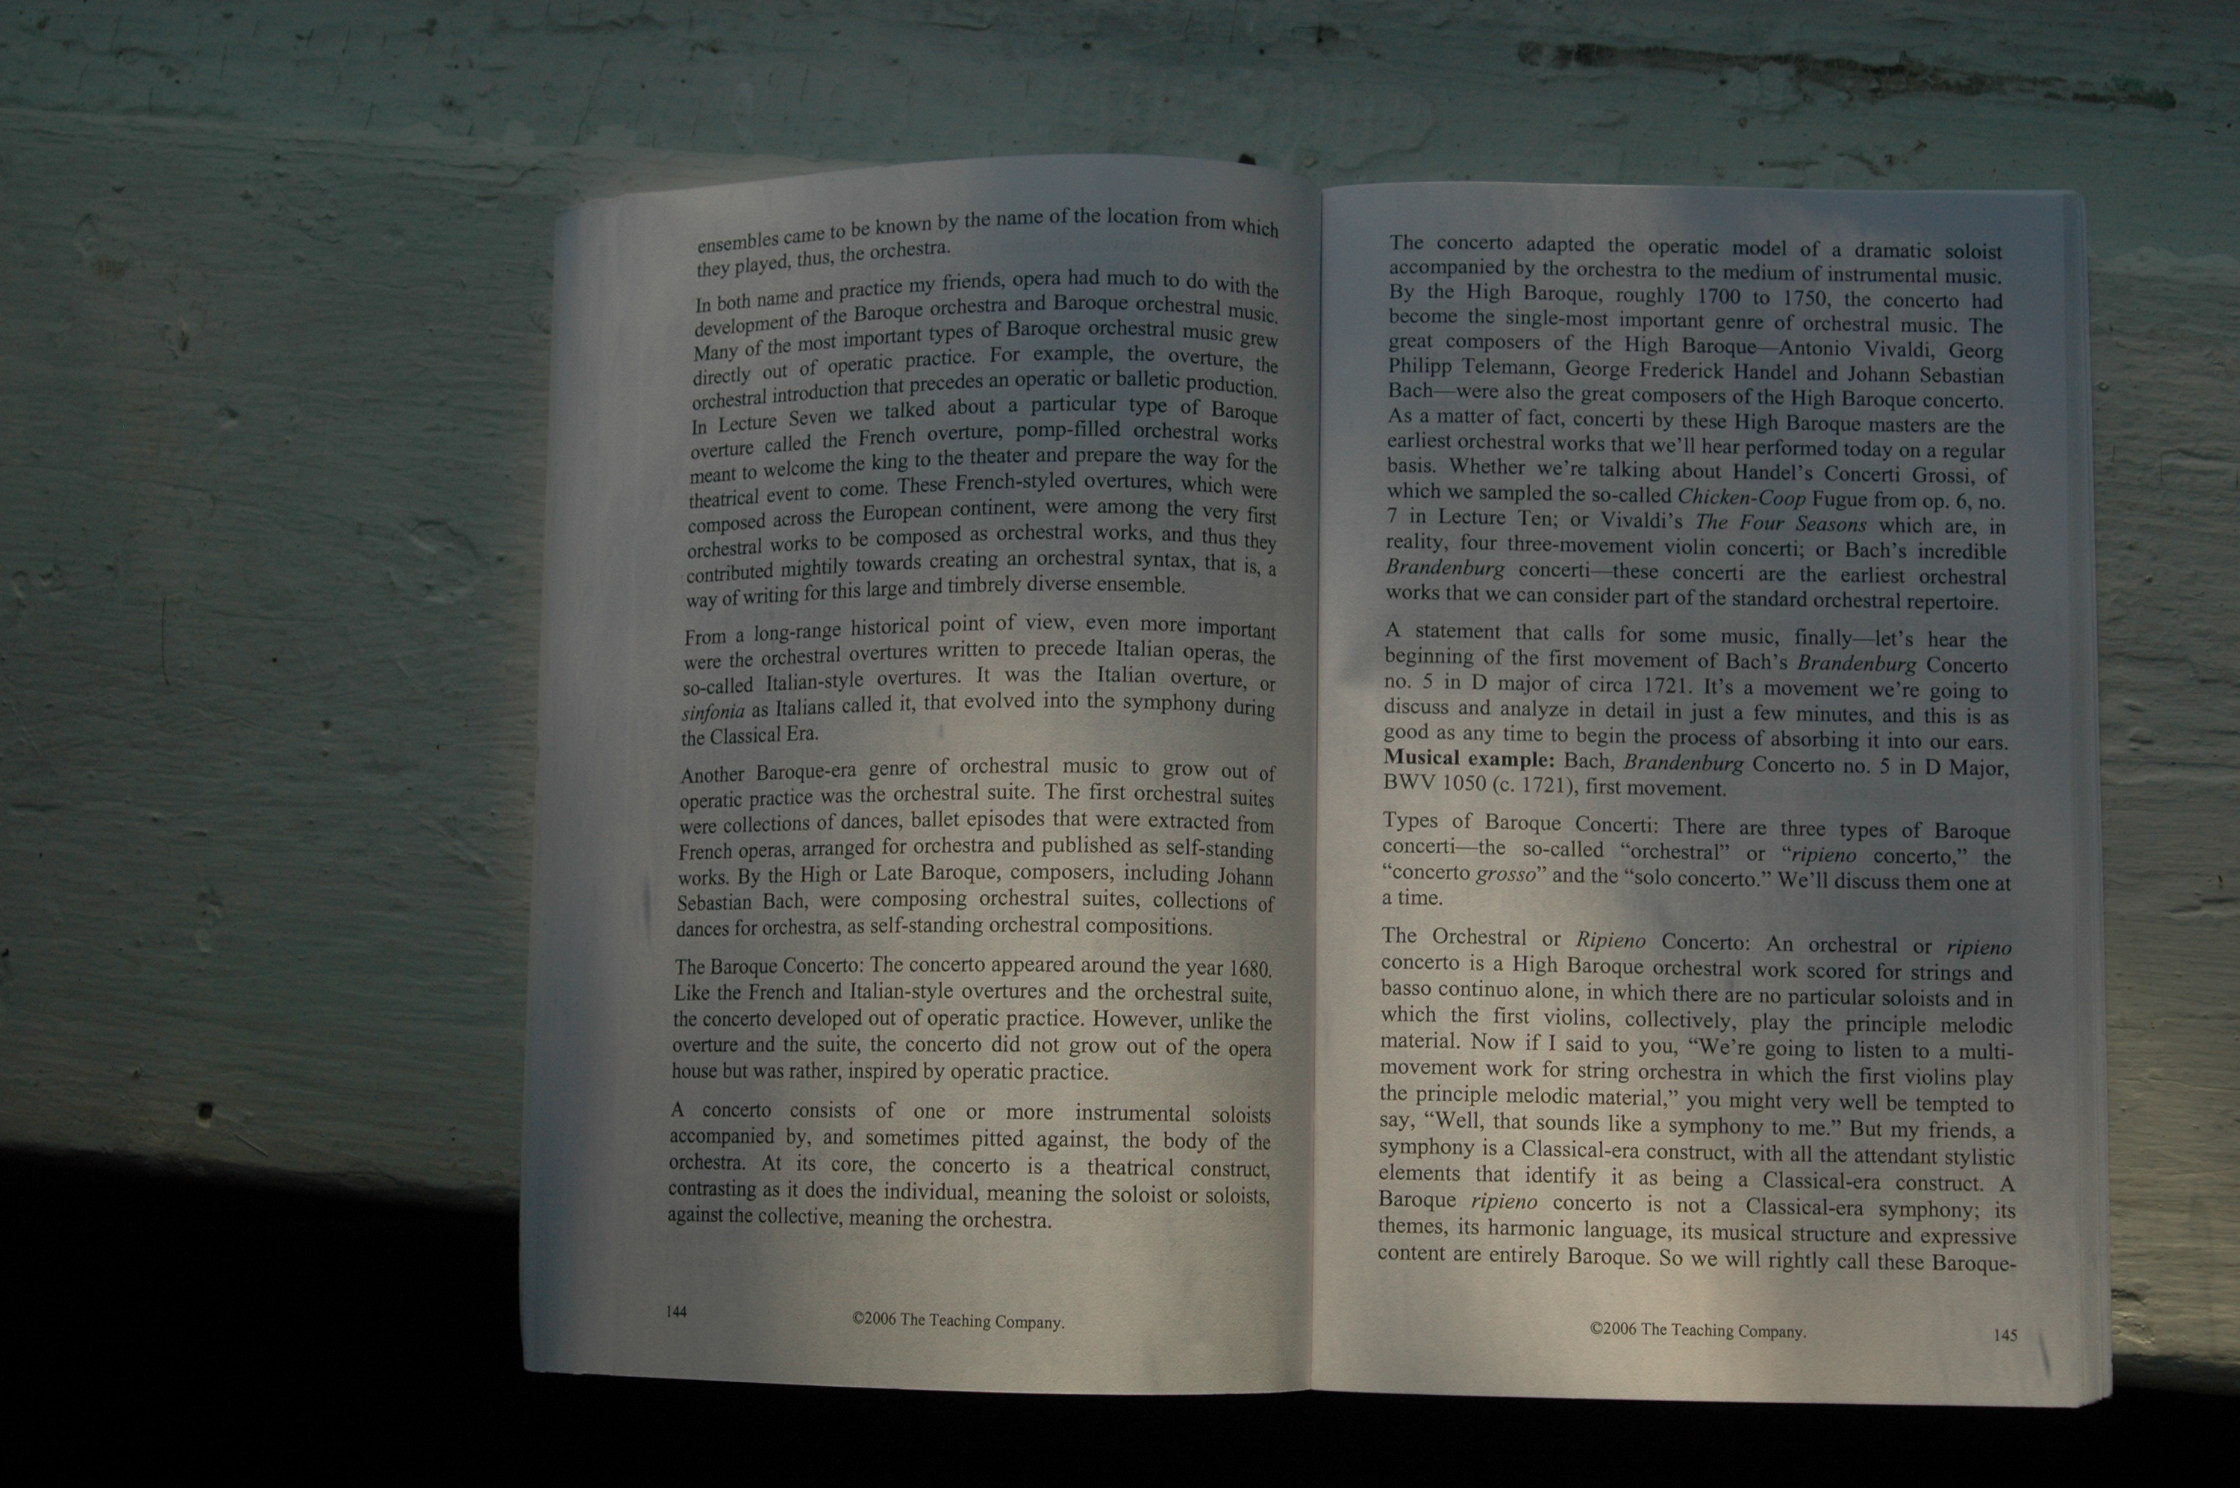 ensembles came to be known by the name of the location from which
they played, thus, the orchestra.
In both name and practice my friends, opera had much to do with the
development of the Baroque orchestra and Baroque orchestral music.
Many of the most important types of Baroque orchestral music grew
directly out of operatic practice. For example, the overture, the
orchestral introduction that precedes an operatic or balletic production.
In Lecture Seven we talked about a particular type of Baroque
overture called the French overture, pomp-filled orchestral works
meant to welcome the king to the theater and prepare the way for the
theatrical event to come. These French-styled overtures, which were
composed across the European continent, were among the very first
orchestral works to be composed as orchestral works, and thus they
contributed mightily towards creating an orchestral syntax, that is, a
way of writing for this large and timbrely diverse ensemble.
From a long-range historical point of view, even more important
were the orchestral overtures written to precede Italian operas, the
so-called Italian-style overtures. It was the Italian overture, or
sinfonia as Italians called it, that evolved into the symphony during
the Classical Era.
Another Baroque-era genre of orchestral music to grow out of
operatic practice was the orchestral suite. The first orchestral suites
were collections of dances, ballet episodes that were extracted from
French operas, arranged for orchestra and published as self-standing
works. By the High or Late Baroque, composers, including Johann
Sebastian Bach, were composing orchestral suites, collections of
dances for orchestra, as self-standing orchestral compositions.
The Baroque Concerto: The concerto appeared around the year 1680.
Like the French and Italian-style overtures and the orchestral suite,
the concerto developed out of operatic practice. However, unlike the
overture and the suite, the concerto did not grow out of the opera
house but was rather, inspired by operatic practice.
A concerto consists of one or more instrumental soloists
accompanied by, and sometimes pitted against, the body of the
orchestra. At its core, the concerto is a theatrical construct,
contrasting as it does the individual, meaning the soloist or soloists,
against the collective, meaning the orchestra.
144
©2006 The Teaching Company.
The concerto adapted the operatic model of a dramatic soloist
accompanied by the orchestra to the medium of instrumental music.
By the High Baroque, roughly 1700 to 1750, the concerto had
become the single-most important genre of orchestral music. The
great composers of the High Baroque—Antonio Vivaldi, Georg
Philipp Telemann, George Frederick Handel and Johann Sebastian
Bach—were also the great composers of the High Baroque concerto.
As a matter of fact, concerti by these High Baroque masters are the
earliest orchestral works that we'll hear performed today on a regular
basis. Whether we're talking about Handel's Concerti Grossi, of
which we sampled the so-called Chicken-Coop Fugue from op. 6, no.
7 in Lecture Ten; or Vivaldi's The Four Seasons which are, in
reality, four three-movement violin concerti; or Bach's incredible
Brandenburg concerti—these concerti are the earliest orchestral
works that we can consider part of the standard orchestral repertoire.
A statement that calls for some music, finally—let's hear the
beginning of the first movement of Bach's Brandenburg Concerto
no. 5 in D major of circa 1721. It's a movement we're going to
discuss and analyze in detail in just a few minutes, and this is as
good as any time to begin the process of absorbing it into our ears.
Musical example: Bach, Brandenburg Concerto no. 5 in D Major,
BWV 1050 (c. 1721), first movement.
Types of Baroque Concerti: There are three types of Baroque
concerti—the so-called "orchestral" or "ripieno concerto," the
"concerto grosso" and the "solo concerto." We'll discuss them one at
a time.
The Orchestral or Ripieno Concerto: An orchestral or ripieno
concerto is a High Baroque orchestral work scored for strings and
basso continuo alone, in which there are no particular soloists and in
which the first violins, collectively, play the principle melodic
material. Now if I said to you, "We're going to listen to a multi-
movement work for string orchestra in which the first violins play
the principle melodic material," you might very well be tempted to
say, "Well, that sounds like a symphony to me." But my friends, a
symphony is a Classical-era construct, with all the attendant stylistic
elements that identify it as being a Classical-era construct. A
Baroque ripieno concerto is not a Classical-era symphony; its
themes, its harmonic language, its musical structure and expressive
content are entirely Baroque. So we will rightly call these Baroque-
©2006 The Teaching Company.
145